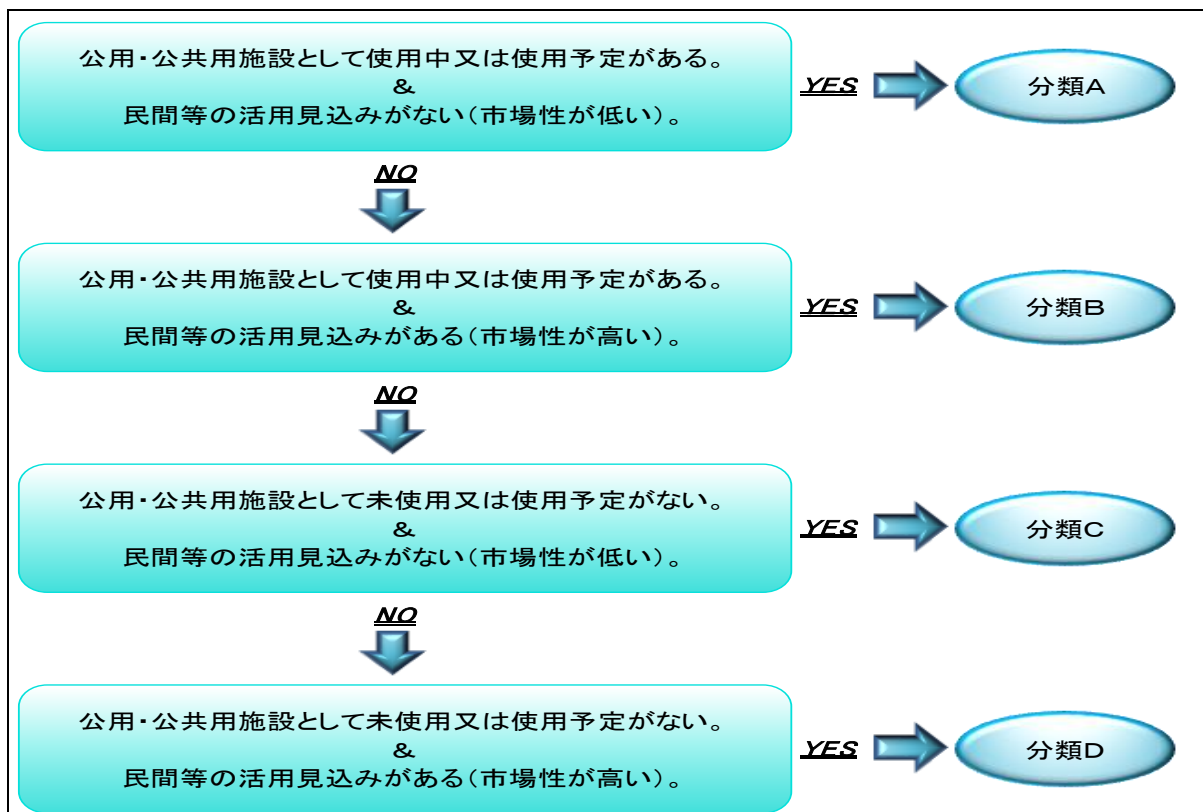 公用・公共用施設として使用中又は使用予定がある。
&
民間等の活用見込みがない(市場性が低い)。
YES
分類A
NO
公用・公共用施設として使用中又は使用予定がある。
&
民間等の活用見込みがある(市場性が高い)。
YES
分類B
NO
公用・公共用施設として未使用又は使用予定がない。
&
民間等の活用見込みがない(市場性が低い)。
YES
分類C
NO
公用・公共用施設として未使用又は使用予定がない。
&
民間等の活用見込みがある(市場性が高い)。
YES
分類D